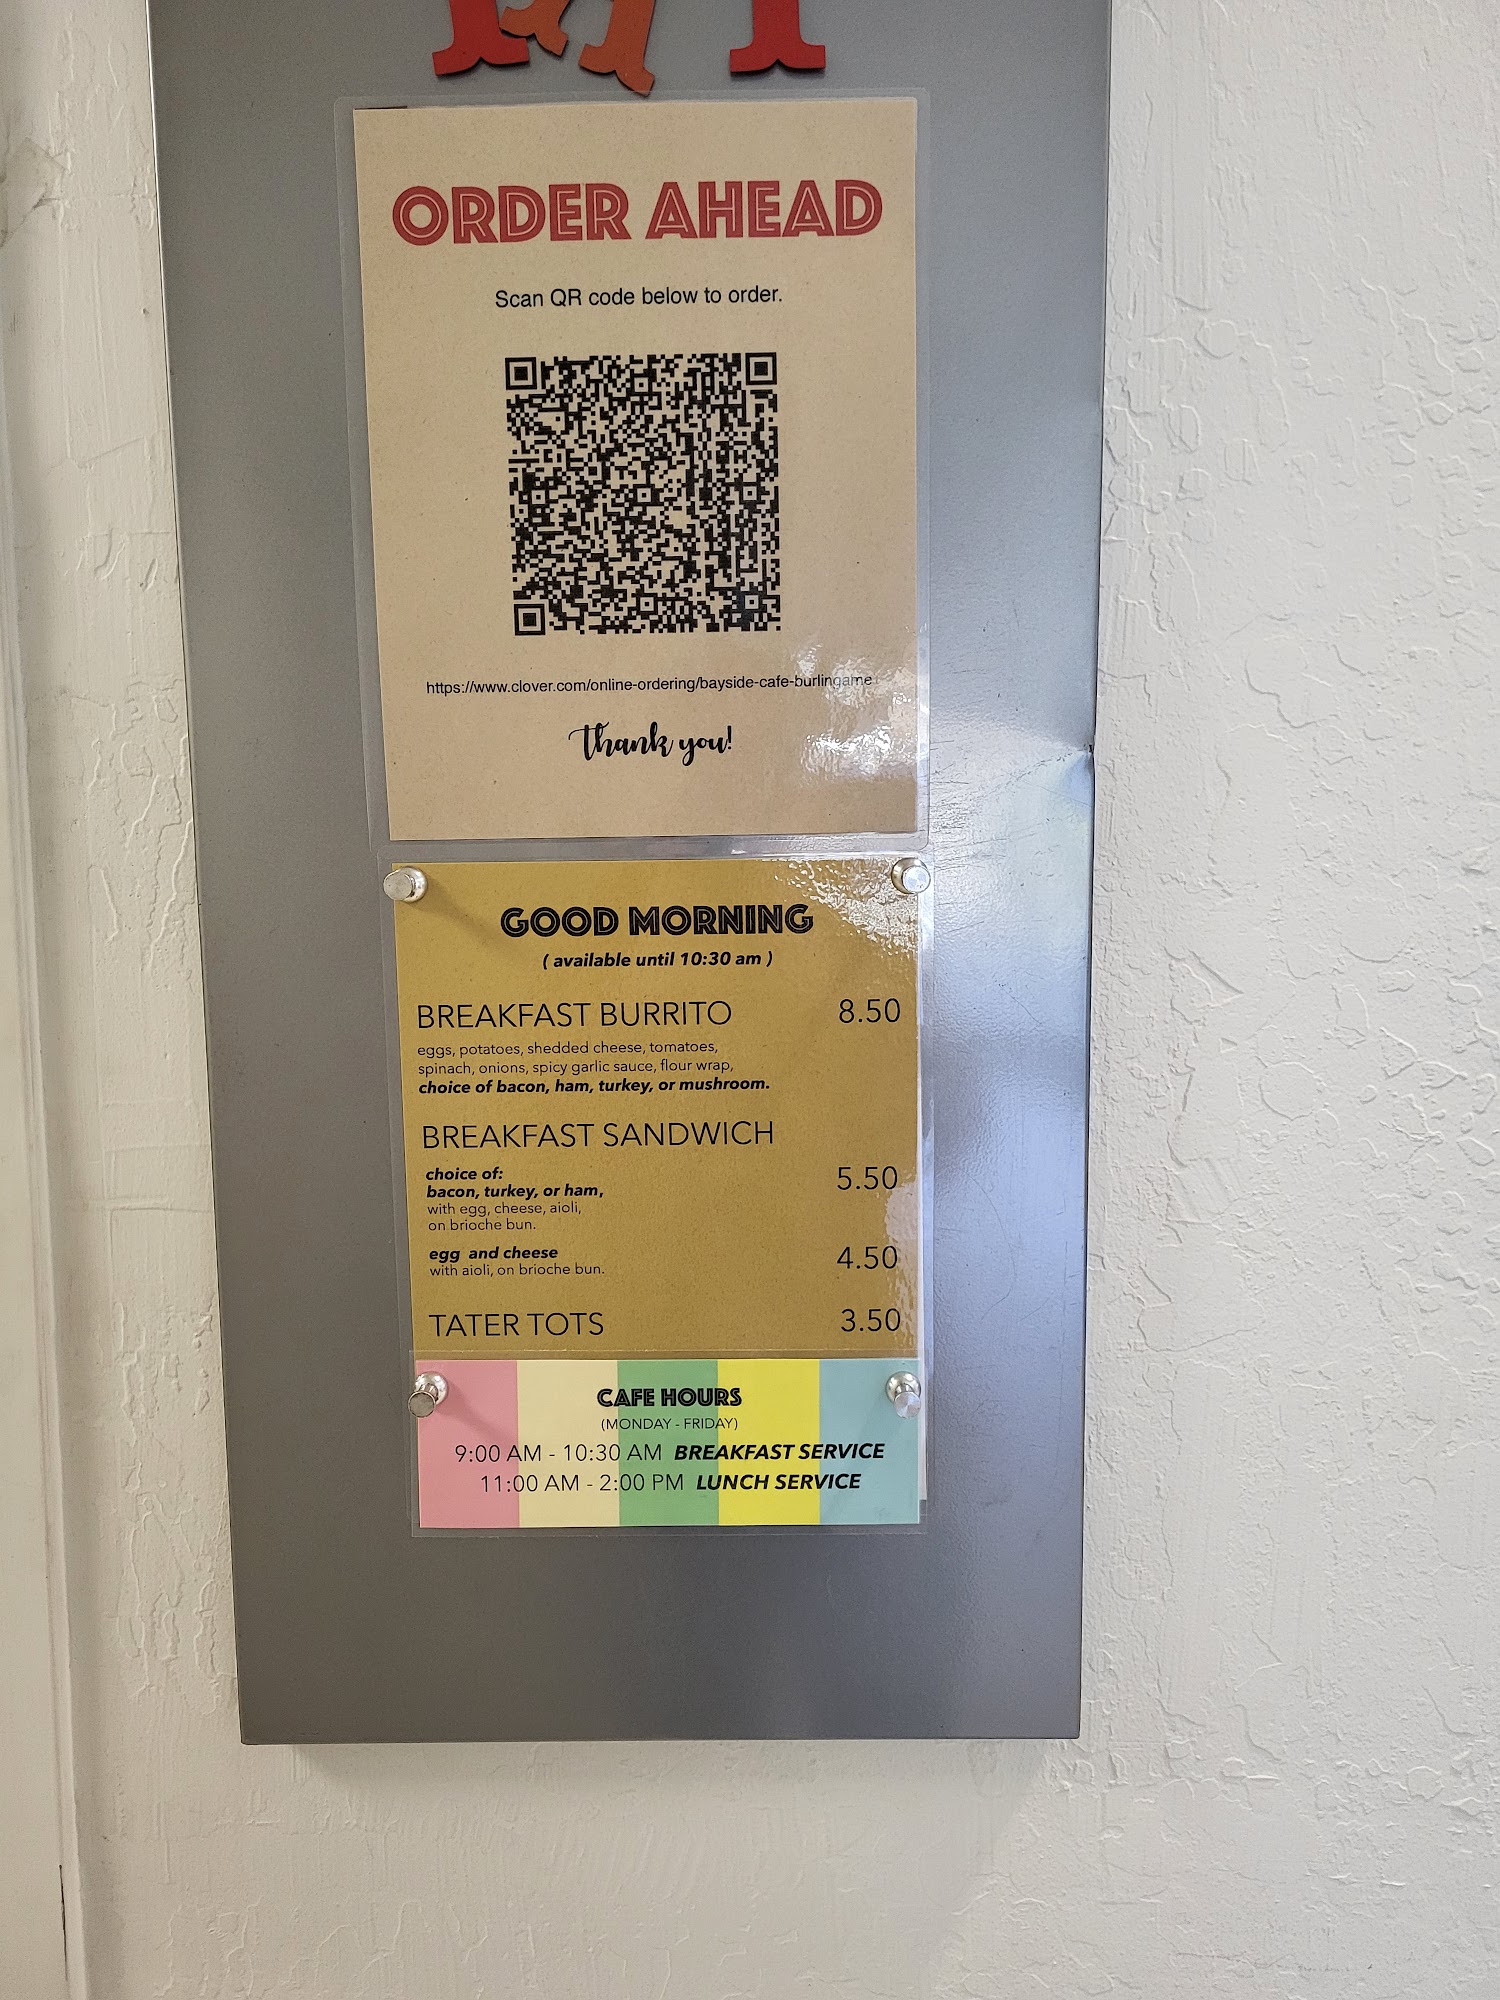 ORDER AHEAD
Scan QR code below to order.
https://www.clover.com/online-ordering/bayside-cafe-burlingame
thank you!
GOOD MORNING
( available until 10:30 am )
BREAKFAST BURRITO 8.50
eggs, potatoes, shedded cheese, tomatoes,
spinach, onions, spicy garlic sauce, flour wrap,
choice of bacon, ham, turkey, or mushroom.
BREAKFAST SANDWICH
choice of:
bacon, turkey, or ham, 5.50
with egg, cheese, aioli,
on brioche bun.
egg and cheese 4.50
with aioli, on brioche bun.
TATER TOTS 3.50
CAFE HOURS
(MONDAY - FRIDAY)
9:00 AM - 10:30 AM BREAKFAST SERVICE
11:00 AM - 2:00 PM LUNCH SERVICE